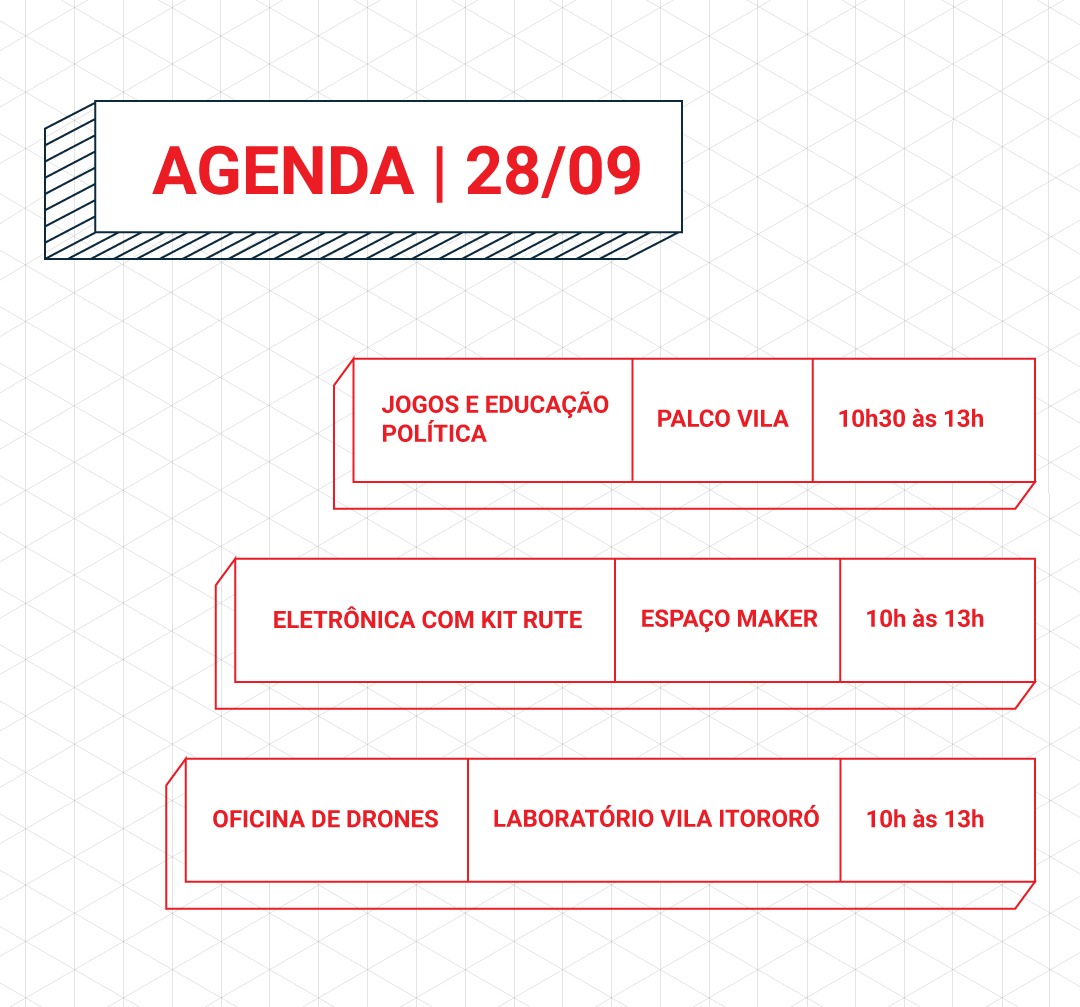 AGENDA | 28/09
JOGOS E EDUCAÇÃO
POLÍTICA
PALCO VILA
10h30 às 13h
ELETRÔNICA COM KIT RUTE
ESPAÇO MAKER
10h às 13h
OFICINA DE DRONES
LABORATÓRIO VILA ITORORÓ
10h às 13h